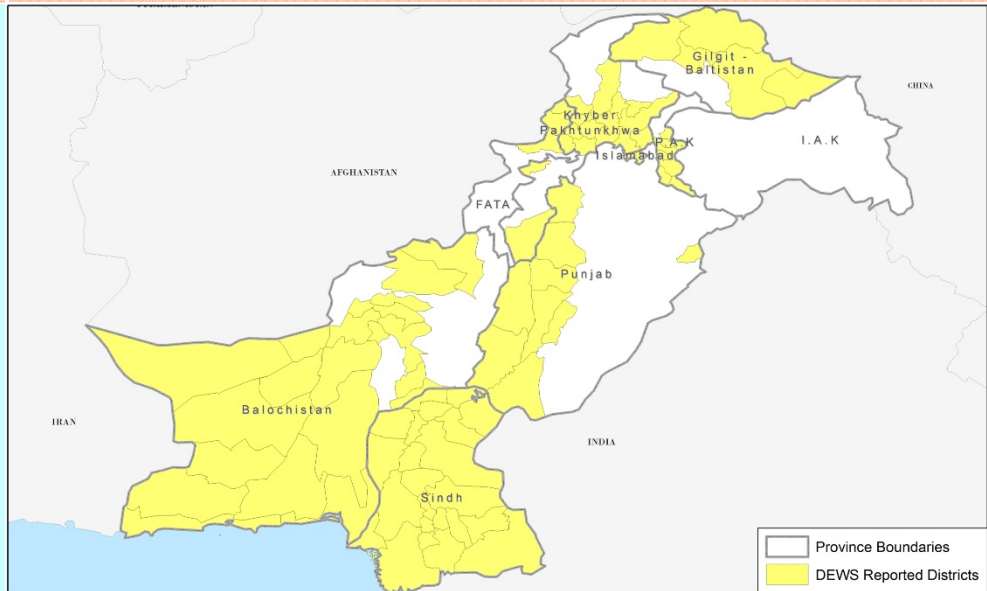 Gilgit -
Baltistan
CHINA
Khyber
Pakhtunkhwa
P.A.K
I.A.K
Islamabad
AFGHANISTAN
FATA
Punjab
Balochistan
IRAN
INDIA
Sindh
Province Boundaries
DEWS Reported Districts